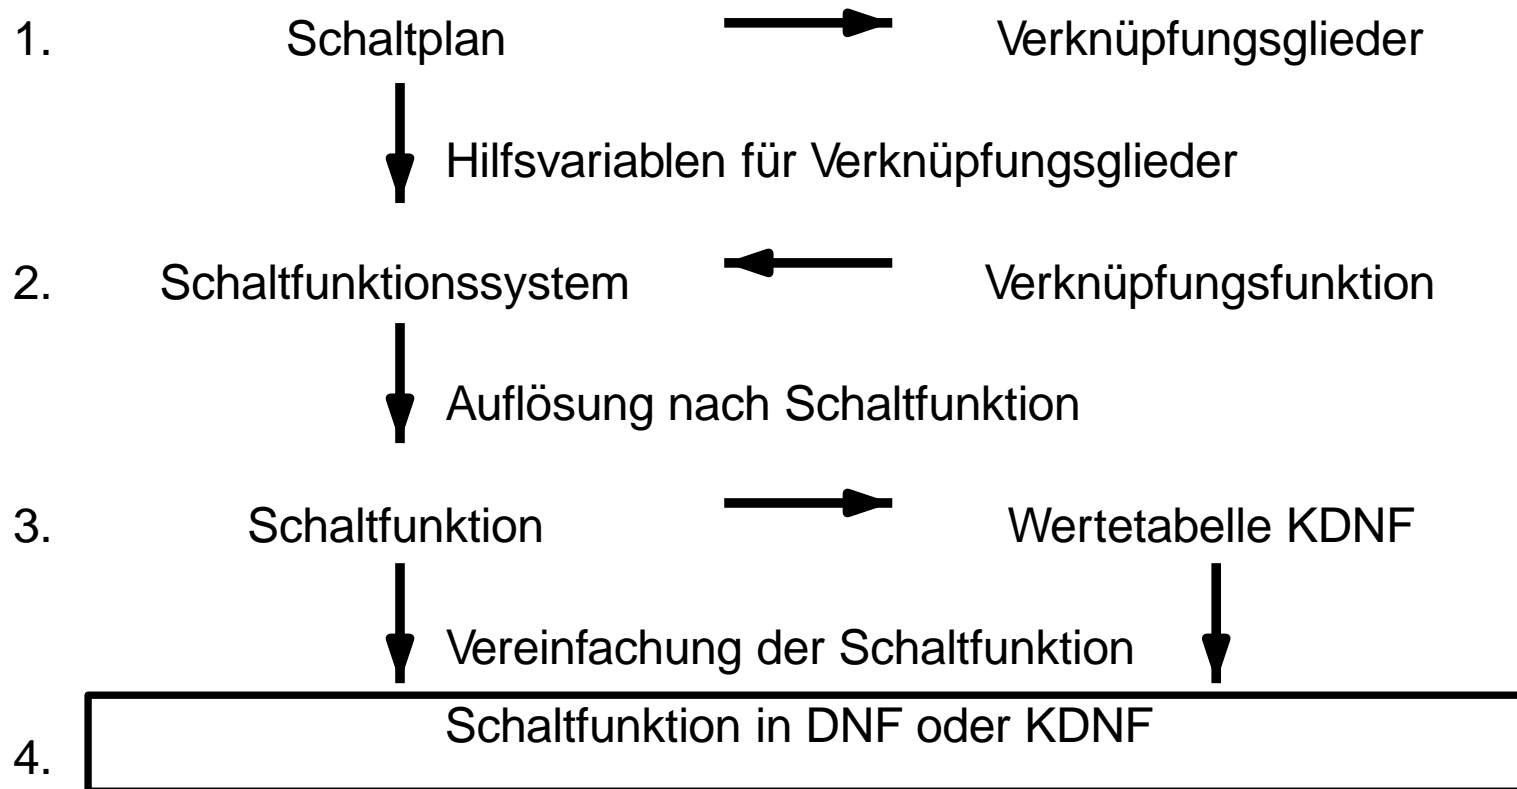 1. Schaltplan Verknüpfungsglieder
Hilfsvariablen für Verknüpfungsglieder
2. Schaltfunktionssystem Verknüpfungsfunktion
Auflösung nach Schaltfunktion
3. Schaltfunktion Wertetabelle KDNF
Vereinfachung der Schaltfunktion
Schaltfunktion in DNF oder KDNF
4.